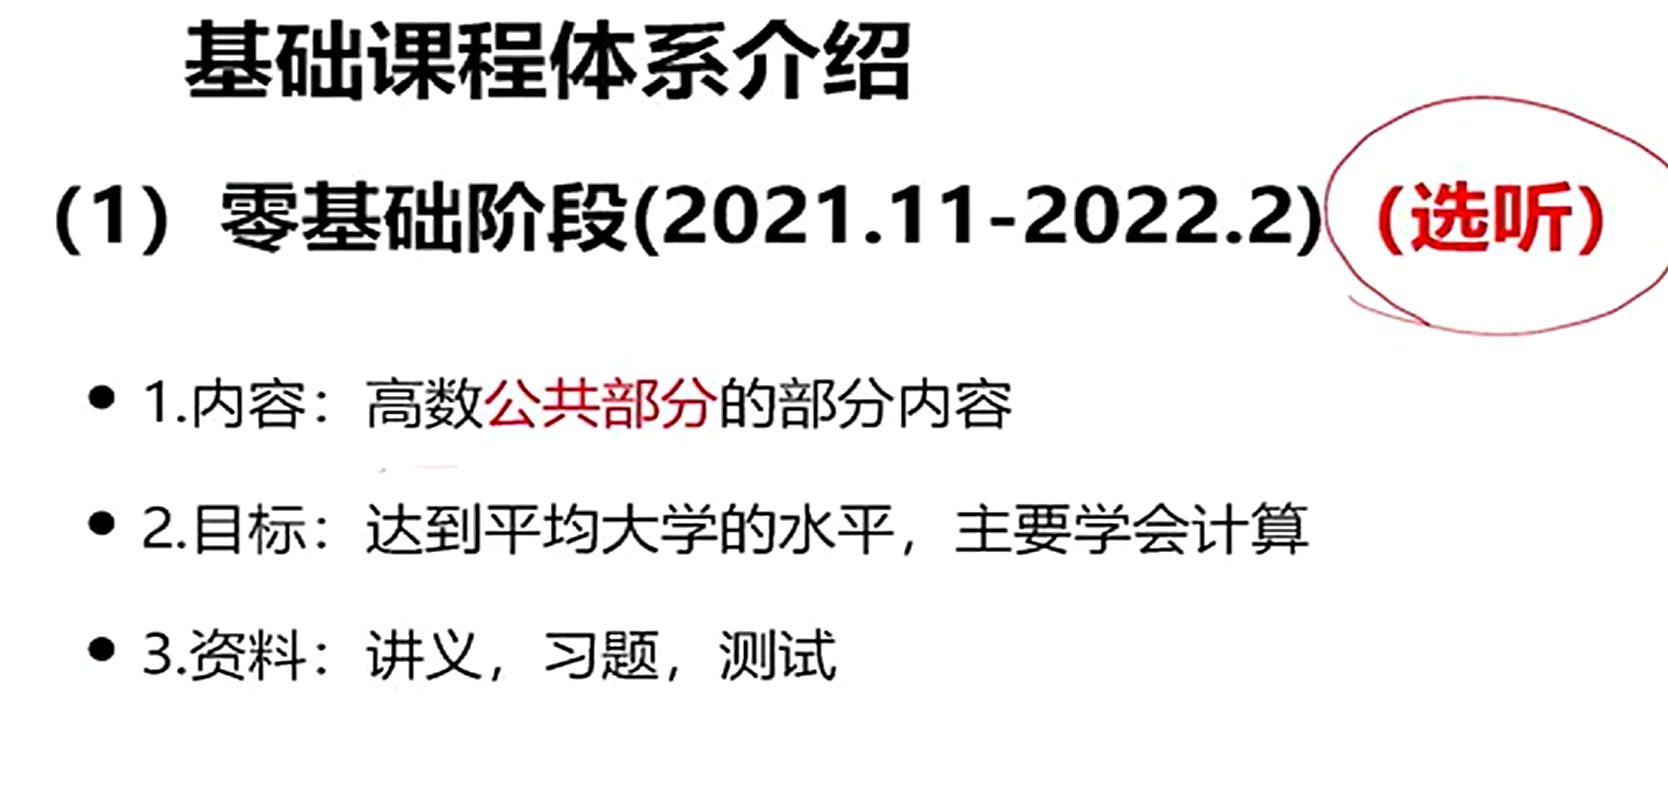 基础课程体系介绍
（1）零基础阶段(2021.11-2022.2)（选听）
1.内容：高数公共部分的部分内容
2.目标：达到平均大学的水平，主要学会计算
3.资料：讲义，习题，测试